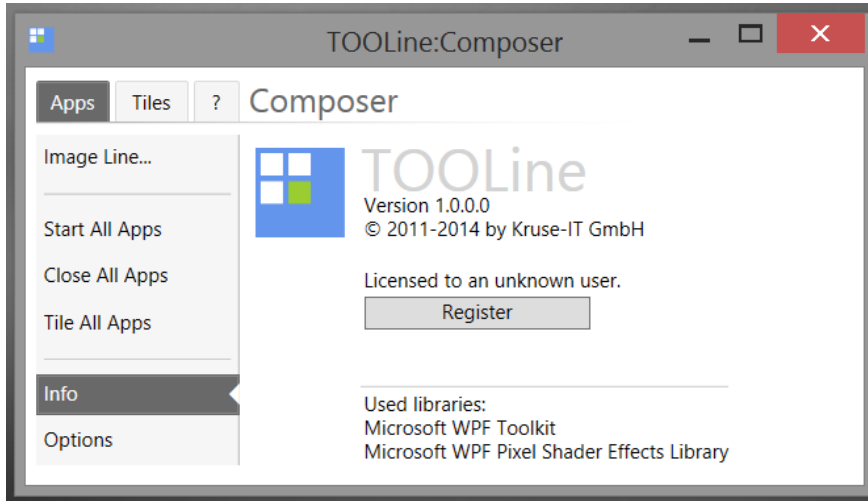 TOOLine:Composer
Apps
Tiles
?
Composer
Image Line...
Start All Apps
Close All Apps
Tile All Apps
Info
Options
TOOLine
Version 1.0.0.0
© 2011-2014 by Kruse-IT GmbH
Licensed to an unknown user.
Register
Used libraries:
Microsoft WPF Toolkit
Microsoft WPF Pixel Shader Effects Library